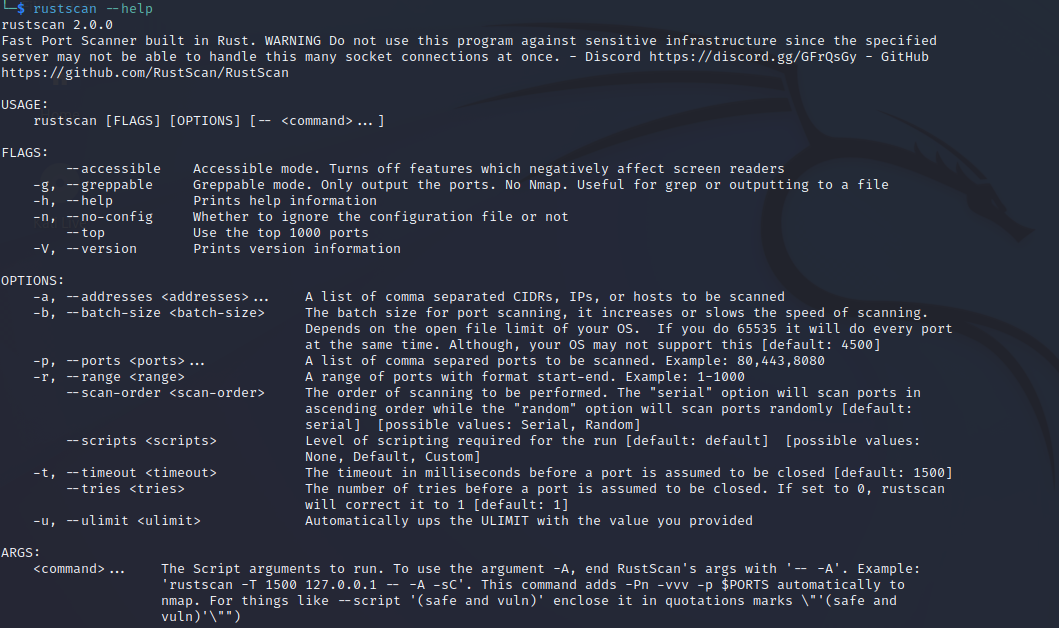 └─$ rustscan --help
rustscan 2.0.0
Fast Port Scanner built in Rust. WARNING Do not use this program against sensitive infrastructure since the specified
server may not be able to handle this many socket connections at once. - Discord https://discord.gg/GFrQsGy - GitHub
https://github.com/RustScan/RustScan

USAGE:
    rustscan [FLAGS] [OPTIONS] [-- <command>...]

FLAGS:
        --accessible    Accessible mode. Turns off features which negatively affect screen readers
    -g, --greppable     Greppable mode. Only output the ports. No Nmap. Useful for grep or outputting to a file
    -h, --help          Prints help information
    -n, --no-config     Whether to ignore the configuration file or not
        --top           Use the top 1000 ports
    -V, --version       Prints version information

OPTIONS:
    -a, --addresses <addresses>...    A list of comma separated CIDRs, IPs, or hosts to be scanned
    -b, --batch-size <batch-size>     The batch size for port scanning, it increases or slows the speed of scanning.
                                      Depends on the open file limit of your OS.  If you do 65535 it will do every port
                                      at the same time. Although, your OS may not support this [default: 4500]
    -p, --ports <ports>...            A list of comma separed ports to be scanned. Example: 80,443,8080
    -r, --range <range>               A range of ports with format start-end. Example: 1-1000
        --scan-order <scan-order>     The order of scanning to be performed. The "serial" option will scan ports in
                                      ascending order while the "random" option will scan ports randomly [default:
                                      serial]  [possible values: Serial, Random]
        --scripts <scripts>           Level of scripting required for the run [default: default]  [possible values:
                                      None, Default, Custom]
    -t, --timeout <timeout>           The timeout in milliseconds before a port is assumed to be closed [default: 1500]
        --tries <tries>               The number of tries before a port is assumed to be closed. If set to 0, rustscan
                                      will correct it to 1 [default: 1]
    -u, --ulimit <ulimit>             Automatically ups the ULIMIT with the value you provided

ARGS:
    <command>...    The Script arguments to run. To use the argument -A, end RustScan's args with '-- -A'. Example:
                    'rustscan -T 1500 127.0.0.1 -- -A -sC'. This command adds -Pn -vvv -p $PORTS automatically to
                    nmap. For things like --script '(safe and vuln)' enclose it in quotations marks \"'(safe and
                    vuln)'\"")